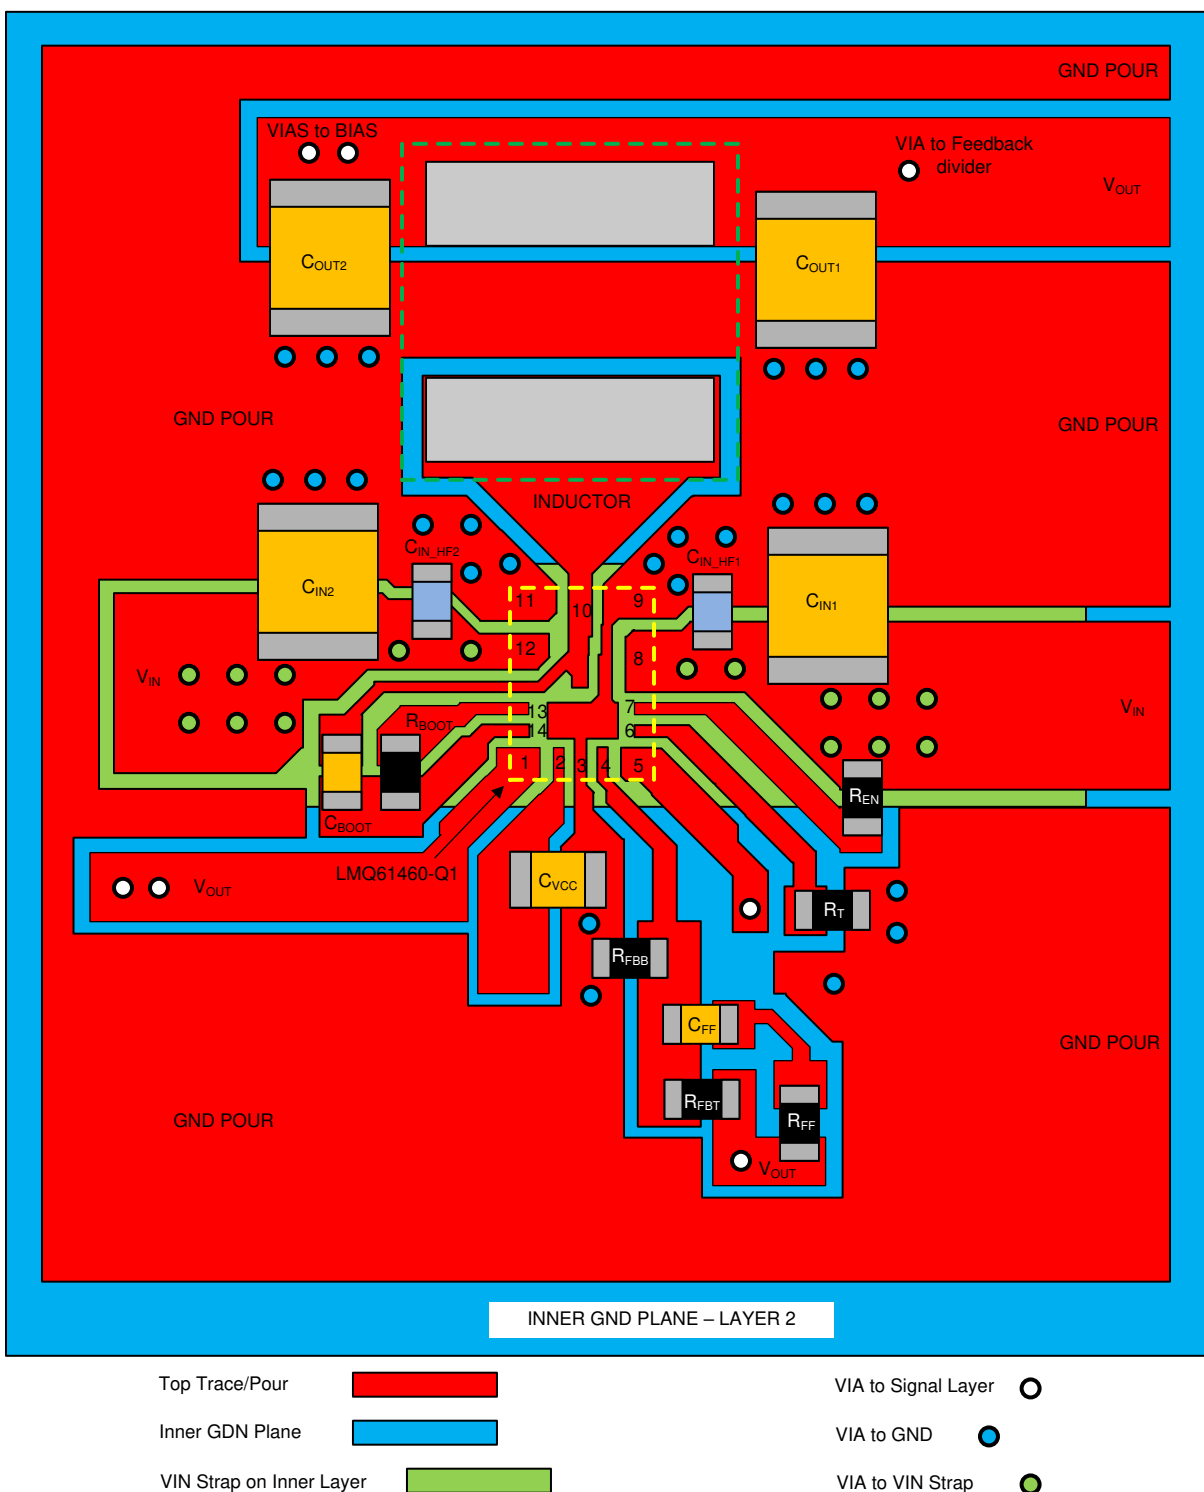 GND POUR
VIAS to BIAS
VIA to Feedback
divider
VOUT
COUT2
COUT1
GND POUR
GND POUR
INDUCTOR
CIN_HF2
CIN_HF1
CIN2
CIN1
11
10
9
12
8
VIN
VIN
13
7
14
6
RBOOT
1
2
3
4
5
REN
CBOOT
LMQ61460-Q1
VOUT
CVCC
RT
RFBB
CFF
GND POUR
RFBT
RFF
GND POUR
VOUT
INNER GND PLANE – LAYER 2
Top Trace/Pour
VIA to Signal Layer
Inner GDN Plane
VIA to GND
VIN Strap on Inner Layer
VIA to VIN Strap